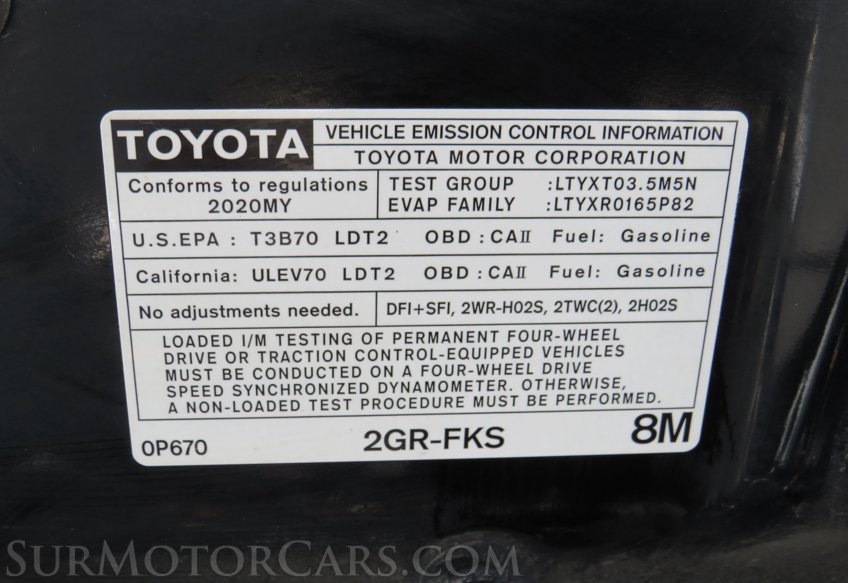 TOYOTA
VEHICLE EMISSION CONTROL INFORMATION
TOYOTA MOTOR CORPORATION
Conforms to regulations
2020MY
TEST GROUP :LTYXT03.5M5N
EVAP FAMILY :LTYXR0165P82
U.S.EPA : T3B70 LDT2 OBD : CAII Fuel: Gasoline
California: ULEV70 LDT2 OBD : CAII Fuel: Gasoline
No adjustments needed.
DFI+SFI, 2WR-HO2S, 2TWC(2), 2HO2S
LOADED I/M TESTING OF PERMANENT FOUR-WHEEL
DRIVE OR TRACTION CONTROL-EQUIPPED VEHICLES
MUST BE CONDUCTED ON A FOUR-WHEEL DRIVE
SPEED SYNCHRONIZED DYNAMOMETER. OTHERWISE,
A NON-LOADED TEST PROCEDURE MUST BE PERFORMED.
0P670
2GR-FKS
8M
SURMOTORCARS.COM